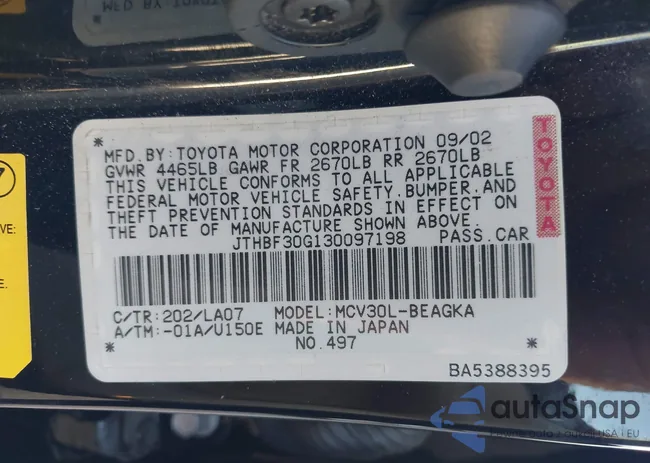 MFD.BY:TOYOTA MOTOR CORPORATION 09/02
GVWR 4465LB GAWR FR 2670LB RR 2670LB
THIS VEHICLE CONFORMS TO ALL APPLICABLE
FEDERAL MOTOR VEHICLE SAFETY,BUMPER,AND
THEFT PREVENTION STANDARDS IN EFFECT ON
THE DATE OF MANUFACTURE SHOWN ABOVE.
JTHBF30G130097198 PASS.CAR
TOYOTA
C/TR:202/LA07 MODEL:MCV30L-BEAGKA
A/TM:-01A/U150E MADE IN JAPAN
* NO.497 *
BA5388395
7
E.
autaSnap